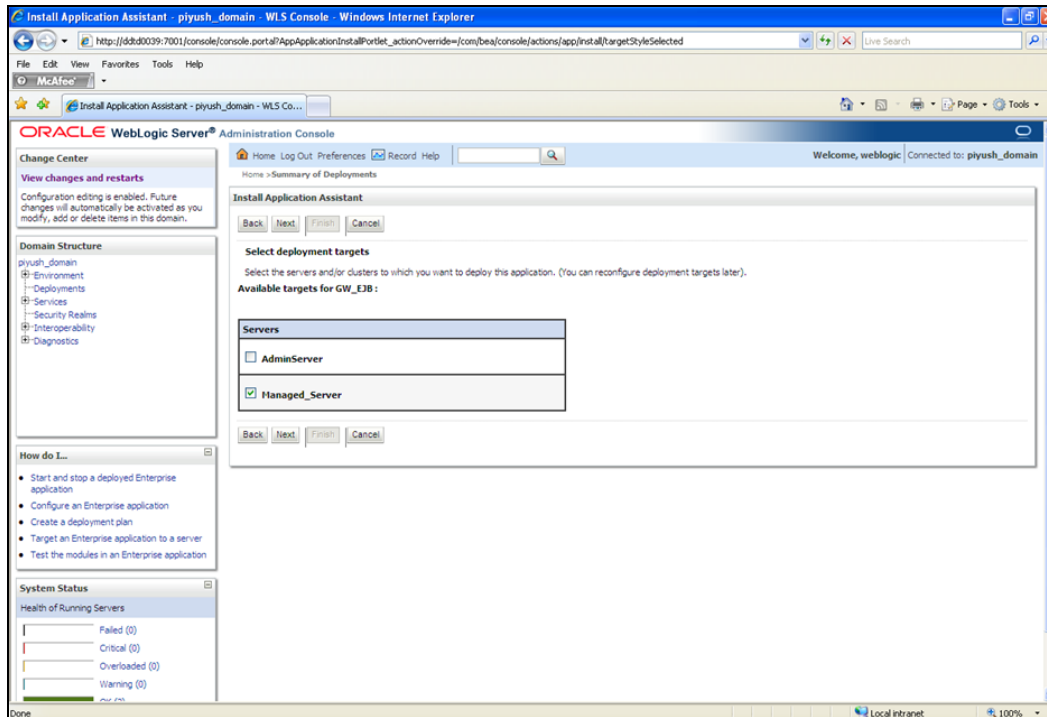 Install Application Assistant - piyush_domain - WLS Console - Windows Internet Explorer
http://ddtd0039:7001/console/console.portal?AppApplicationInstallPortlet_actionOverride=/com/bea/console/actions/app/install/targetStyleSelected
Live Search
File Edit View Favorites Tools Help
McAfee
Install Application Assistant - piyush_domain - WLS Co...
Page Tools
ORACLE WebLogic Server® Administration Console
Change Center
View changes and restarts
Configuration editing is enabled. Future
changes will automatically be activated as you
modify, add or delete items in this domain.
Domain Structure
piyush_domain
Environment
Deployments
Services
Security Realms
Interoperability
Diagnostics
How do I...
Start and stop a deployed Enterprise
application
Configure an Enterprise application
Create a deployment plan
Target an Enterprise application to a server
Test the modules in an Enterprise application
System Status
Health of Running Servers
Failed (0)
Critical (0)
Overloaded (0)
Warning (0)
Home Log Out Preferences Record Help
Welcome, weblogic Connected to: piyush_domain
Home >Summary of Deployments
Install Application Assistant
Back Next Finish Cancel
Select deployment targets
Select the servers and/or clusters to which you want to deploy this application. (You can reconfigure deployment targets later).
Available targets for GW_EJB :
Servers
AdminServer
Managed_Server
Back Next Finish Cancel
Done
Local intranet
100%